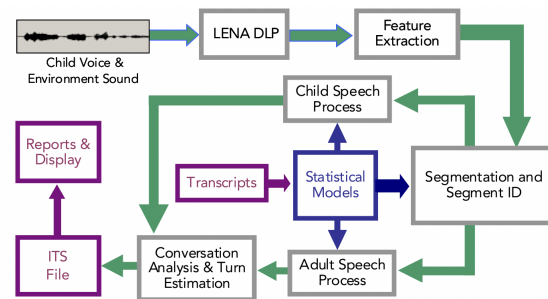 LENA DLP
Feature
Extraction
Child Voice &
Environment Sound
Child Speech
Process
Reports &
Display
Transcripts
Statistical
Models
Segmentation and
Segment ID
ITS
File
Conversation
Analysis & Turn
Estimation
Adult Speech
Process